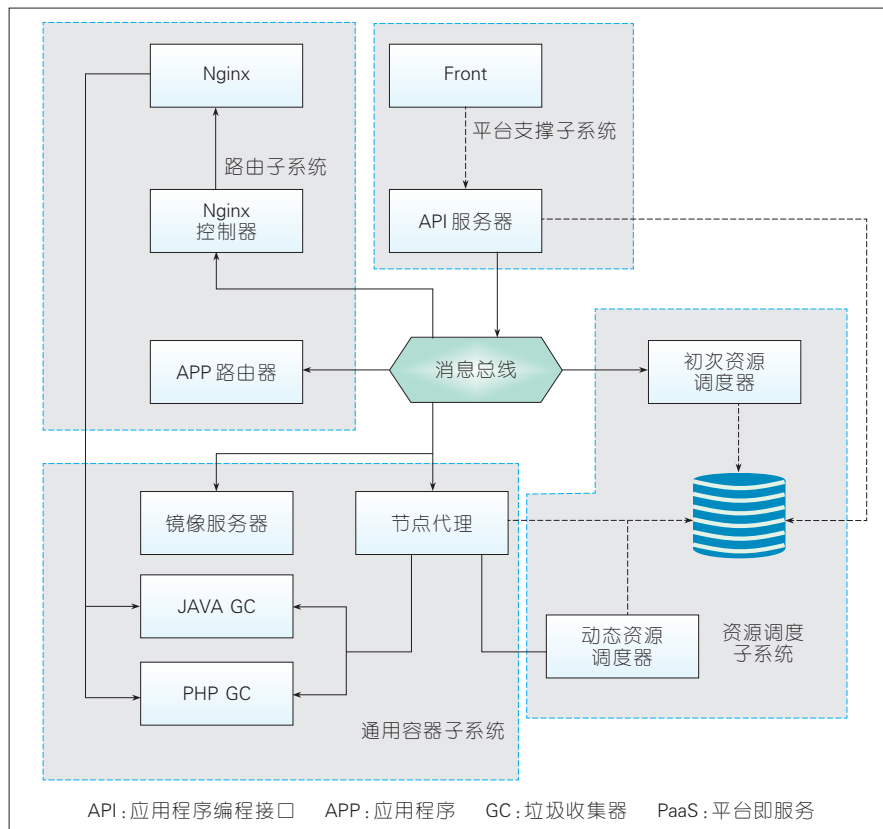 Nginx
Front
平台支撑子系统
路由子系统
Nginx
控制器
API 服务器
APP 路由器
消息总线
初次资源
调度器
镜像服务器
节点代理
JAVA GC
动态资源
调度器
资源调度
子系统
PHP GC
通用容器子系统
API：应用程序编程接口 APP：应用程序 GC：垃圾收集器 PaaS：平台即服务